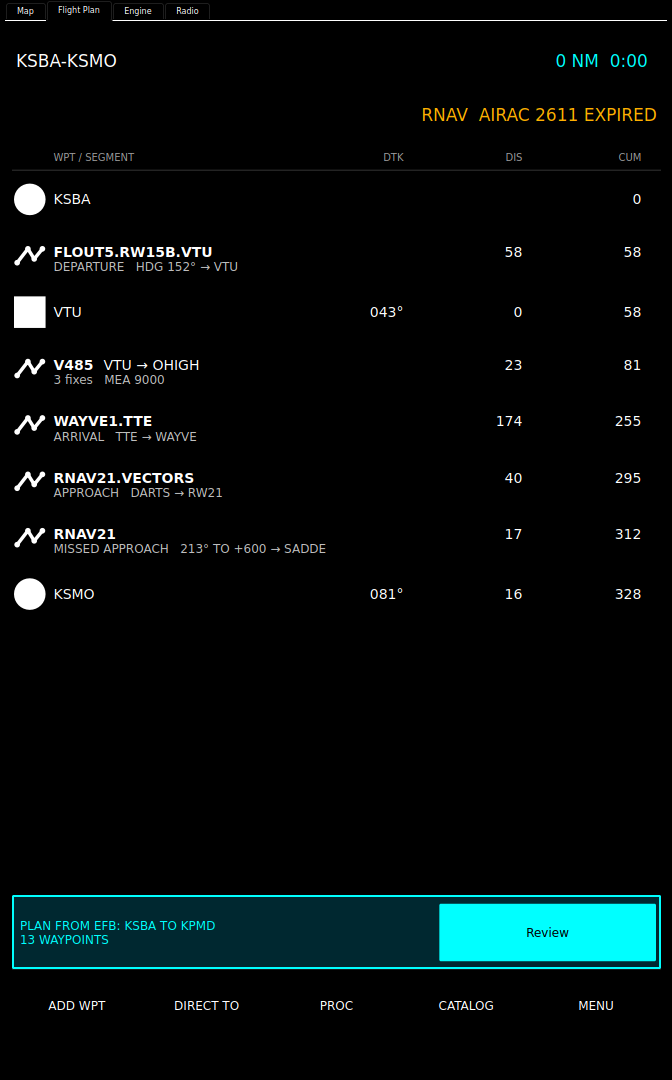 Map Flight Plan Engine Radio
KSBA-KSMO 0 NM 0:00
RNAV AIRAC 2611 EXPIRED
WPT / SEGMENT DTK DIS CUM
KSBA 0
FLOUT5.RW15B.VTU 58 58
DEPARTURE HDG 152° → VTU
VTU 043° 0 58
V485 VTU → OHIGH 23 81
3 fixes MEA 9000
WAYVE1.TTE 174 255
ARRIVAL TTE → WAYVE
RNAV21.VECTORS 40 295
APPROACH DARTS → RW21
RNAV21 17 312
MISSED APPROACH 213° TO +600 → SADDE
KSMO 081° 16 328
PLAN FROM EFB: KSBA TO KPMD
13 WAYPOINTS
Review
ADD WPT DIRECT TO PROC CATALOG MENU